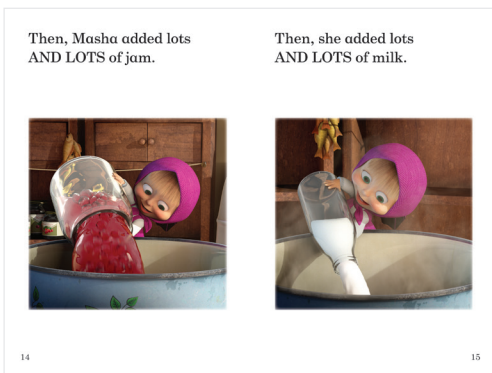 Then, Masha added lots
AND LOTS of jam.
Then, she added lots
AND LOTS of milk.
14
15